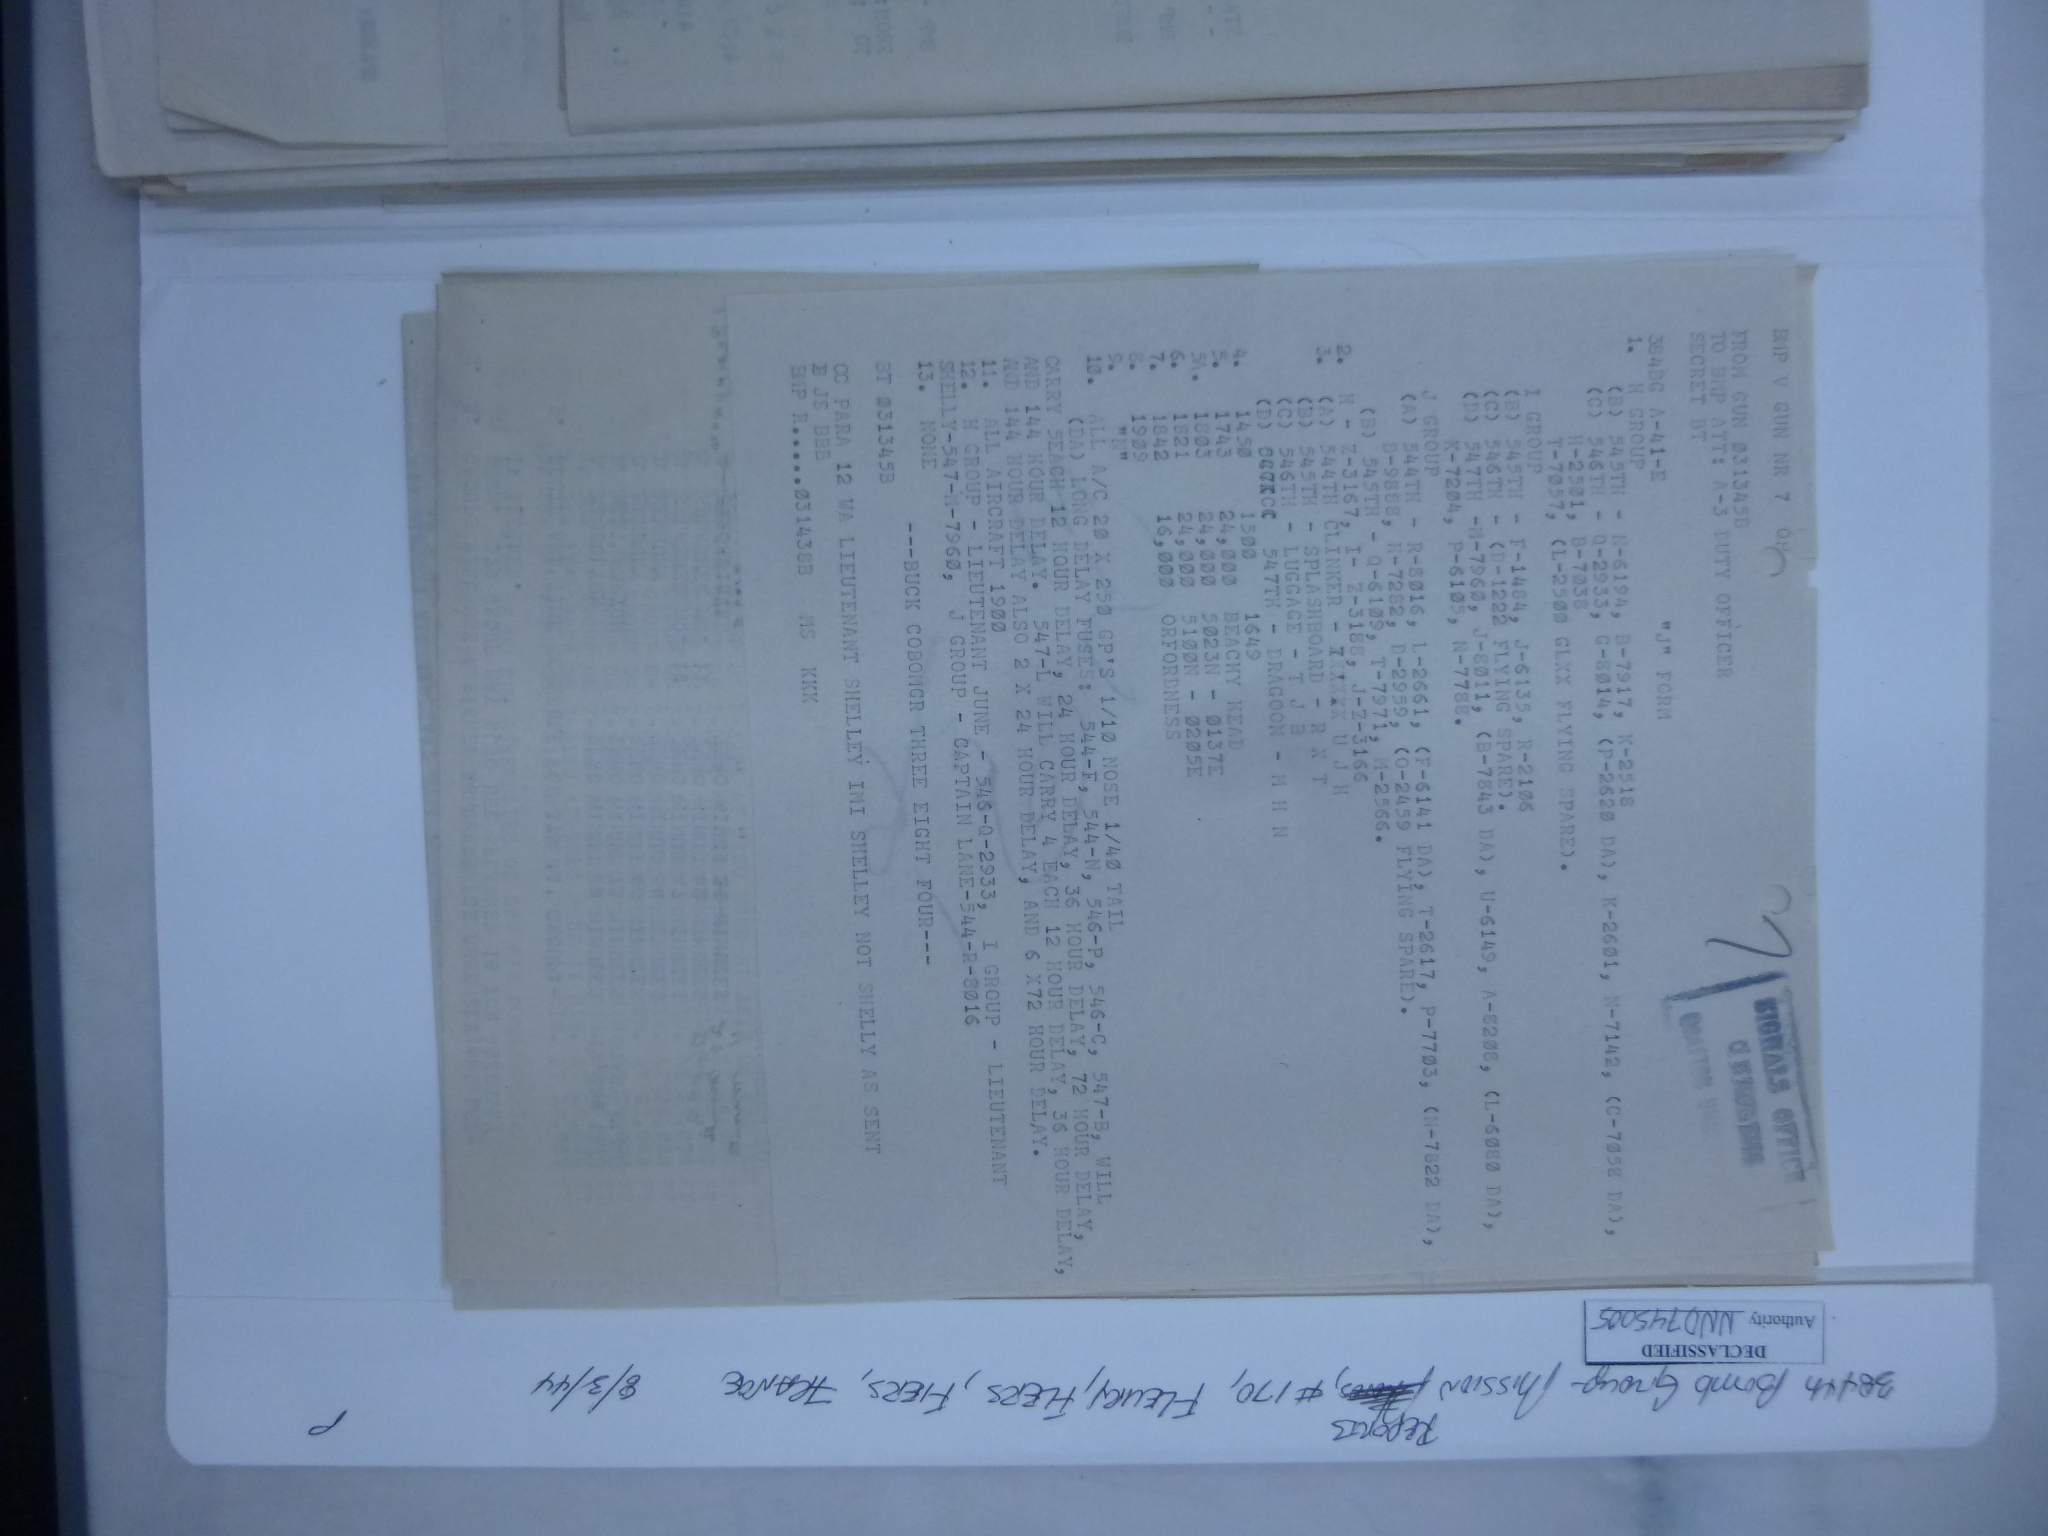 BNP V GUN NR 7 O
FROM GUN 031345B
TO BNP ATT: A-3 DUTY OFFICER
SECRET BT
"J" FORM
384BG A-41-E
1. H GROUP
(B) 545TH - N-6194, B-7917, K-2518
(C) 546TH - Q-2933, G-8014, (P-2620 DA), K-2601, N-7142, (C-7058 DA),
H-2501, B-7038
T-7057, (L-2500 GLXX FLYING SPARE).
I GROUP
(B) 545TH - F-1484, J-6135, R-2106
(C) 546TH - (D-1222 FLYING SPARE).
(D) 547TH -M-7960, J-8011, (B-7843 DA), U-6149, A-8208, (L-6080 DA),
K-7204, P-6105, N-7788.
J GROUP
(A) 544TH - R-8016, L-2661, (F-6141 DA), T-2617, P-7703, (N-7822 DA),
B-9888, H-7282, D-2959, (O-2459 FLYING SPARE).
(B) 545TH - Q-6109, T-7971, M-2566.
2. H - Z-3167, I- Z-3188, J-Z-3166
3. (A) 544TH CLINKER - XXXXX U J H
(B) 545TH - SPLASHBOARD - R X T
(C) 546TH - LUGGAGE - T J B
(D) 547TH - DRAGOON - M H N
4. 1450 1500 1649
5. 1743 24,000 BEACHY HEAD
5A. 1803 24,000 5023N - 0137E
6. 1821 24,000 5100N - 0205E
7. 1842 16,000 ORFORDNESS
8. 1909
9. "N"
10. ALL A/C 20 X 250 GP'S 1/10 NOSE 1/40 TAIL
(DA) LONG DELAY FUSES: 544-F, 544-N, 546-P, 546-C, 547-B, WILL
CARRY 5EACH 12 HOUR DELAY, 24 HOUR DELAY, 36 HOUR DELAY, 72 HOUR DELAY,
AND 144 HOUR DELAY. 547-L WILL CARRY 4 EACH 12 HOUR DELAY, 36 HOUR DELAY,
AND 144 HOUR DELAY ALSO 2 X 24 HOUR DELAY, AND 6 X72 HOUR DELAY.
11. ALL AIRCRAFT 1900
12. H GROUP - LIEUTENANT JUNE - 546-Q-2933, I GROUP - LIEUTENANT
SHELLY-547-M-7960, J GROUP - CAPTAIN LANE-544-R-8016
13. NONE
---BUCK COBOMGR THREE EIGHT FOUR---
BT 031345B
CC PARA 12 WA LIEUTENANT SHELLEY IMI SHELLEY NOT SHELLY AS SENT
E JS BBB
BNP R.....031438B MS KKK
SIGNALS OFFICE
DECLASSIFIED
Authority NND745005
384th Bomb Group- Mission Reports #170, Fleury, Flers, Fiers, France 8/3/44
P